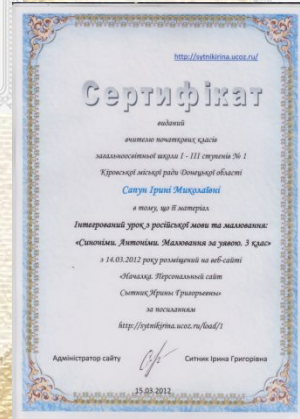 http://sytnikirina.ucoz.ru/
Сертифікат
виданий
вчителю початкових класів
загальноосвітньої школи І - ІІІ ступенів № 1
Кіровської міської ради Донецької області
Сапун Ірині Миколаївні
в тому, що її матеріал
Інтегрований урок з російської мови та малювання:
«Синоніми. Антоніми. Малювання за уявою. 3 клас»
з 14.03.2012 року розміщений на веб-сайті
«Началка. Персональный сайт
Сытник Ирины Григорьевны»
за посиланням
http://sytnikirina.ucoz.ru/load/1
Адміністратор сайту Ситник Ірина Григорівна
15.03.2012